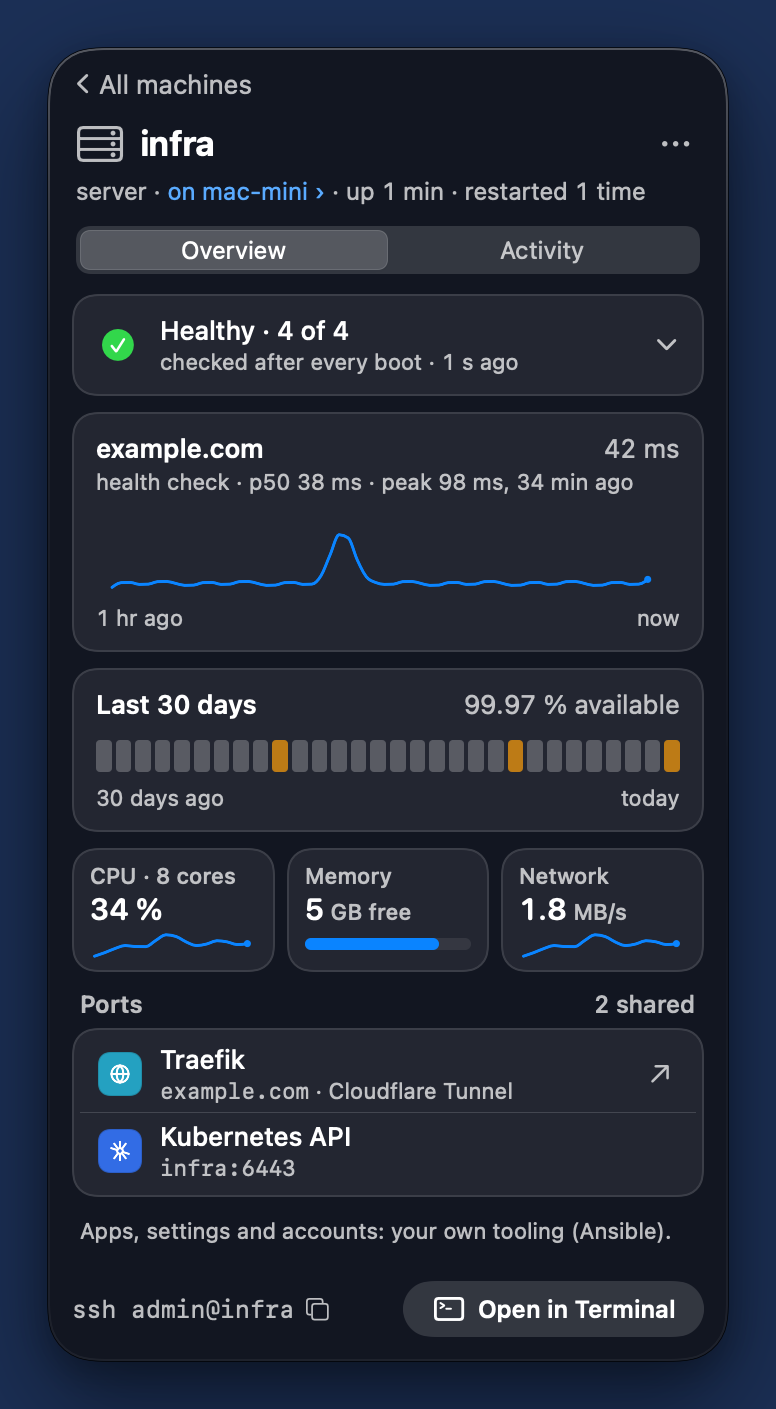 All machines
infra
server · on mac-mini › · up 1 min · restarted 1 time
Overview
Activity
Healthy · 4 of 4
checked after every boot · 1 s ago
example.com
42 ms
health check · p50 38 ms · peak 98 ms, 34 min ago
1 hr ago
now
Last 30 days
99.97 % available
30 days ago
today
CPU · 8 cores
34 %
Memory
5 GB free
Network
1.8 MB/s
Ports
2 shared
Traefik
example.com · Cloudflare Tunnel
Kubernetes API
infra:6443
Apps, settings and accounts: your own tooling (Ansible).
ssh admin@infra
Open in Terminal